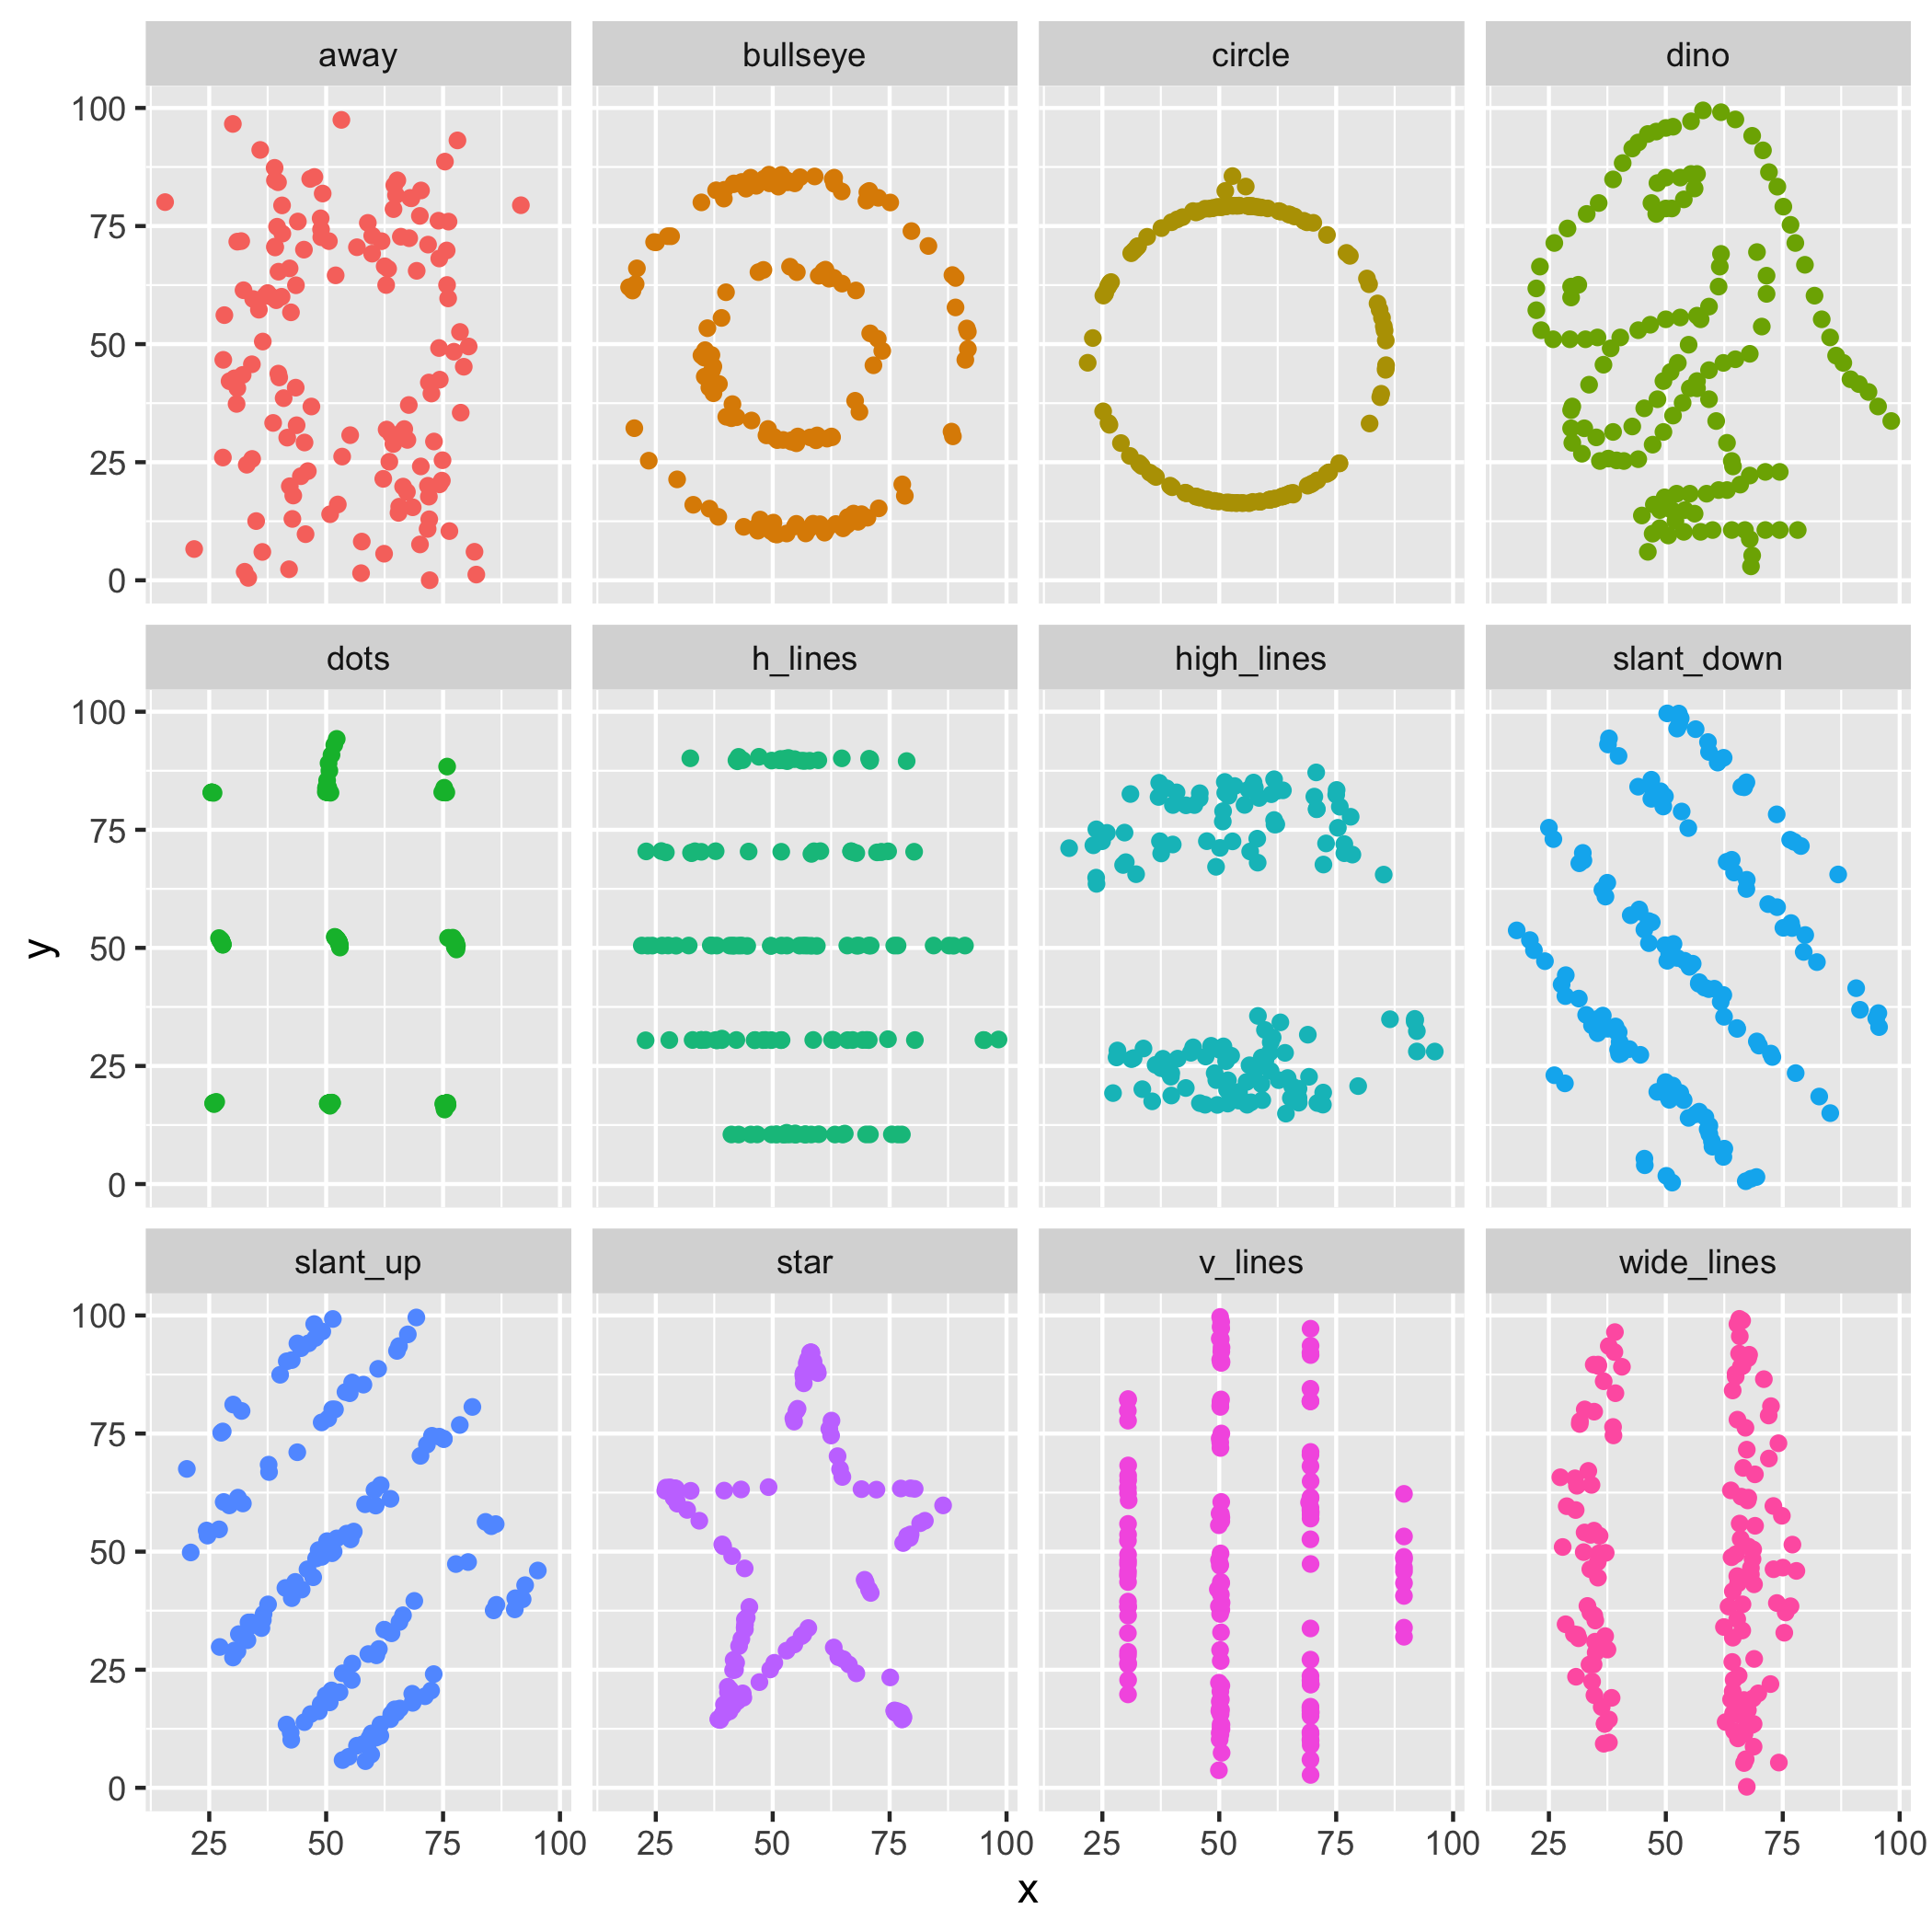 away bullseye circle dino
100
75
50
25
0
dots h_lines high_lines slant_down
100
75
50
25
0
y
slant_up star v_lines wide_lines
100
75
50
25
0
25 50 75 100 25 50 75 100 25 50 75 100 25 50 75 100
x